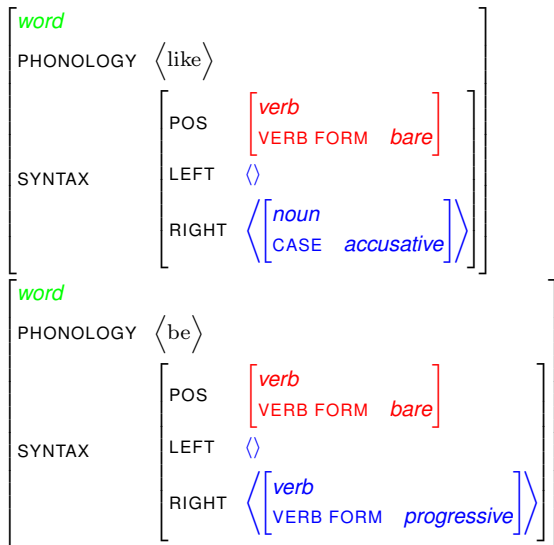 word
PHONOLOGY ⟨like⟩
SYNTAX
POS
verb
VERB FORM bare
LEFT ⟨⟩
RIGHT
noun
CASE accusative
word
PHONOLOGY ⟨be⟩
SYNTAX
POS
verb
VERB FORM bare
LEFT ⟨⟩
RIGHT
verb
VERB FORM progressive